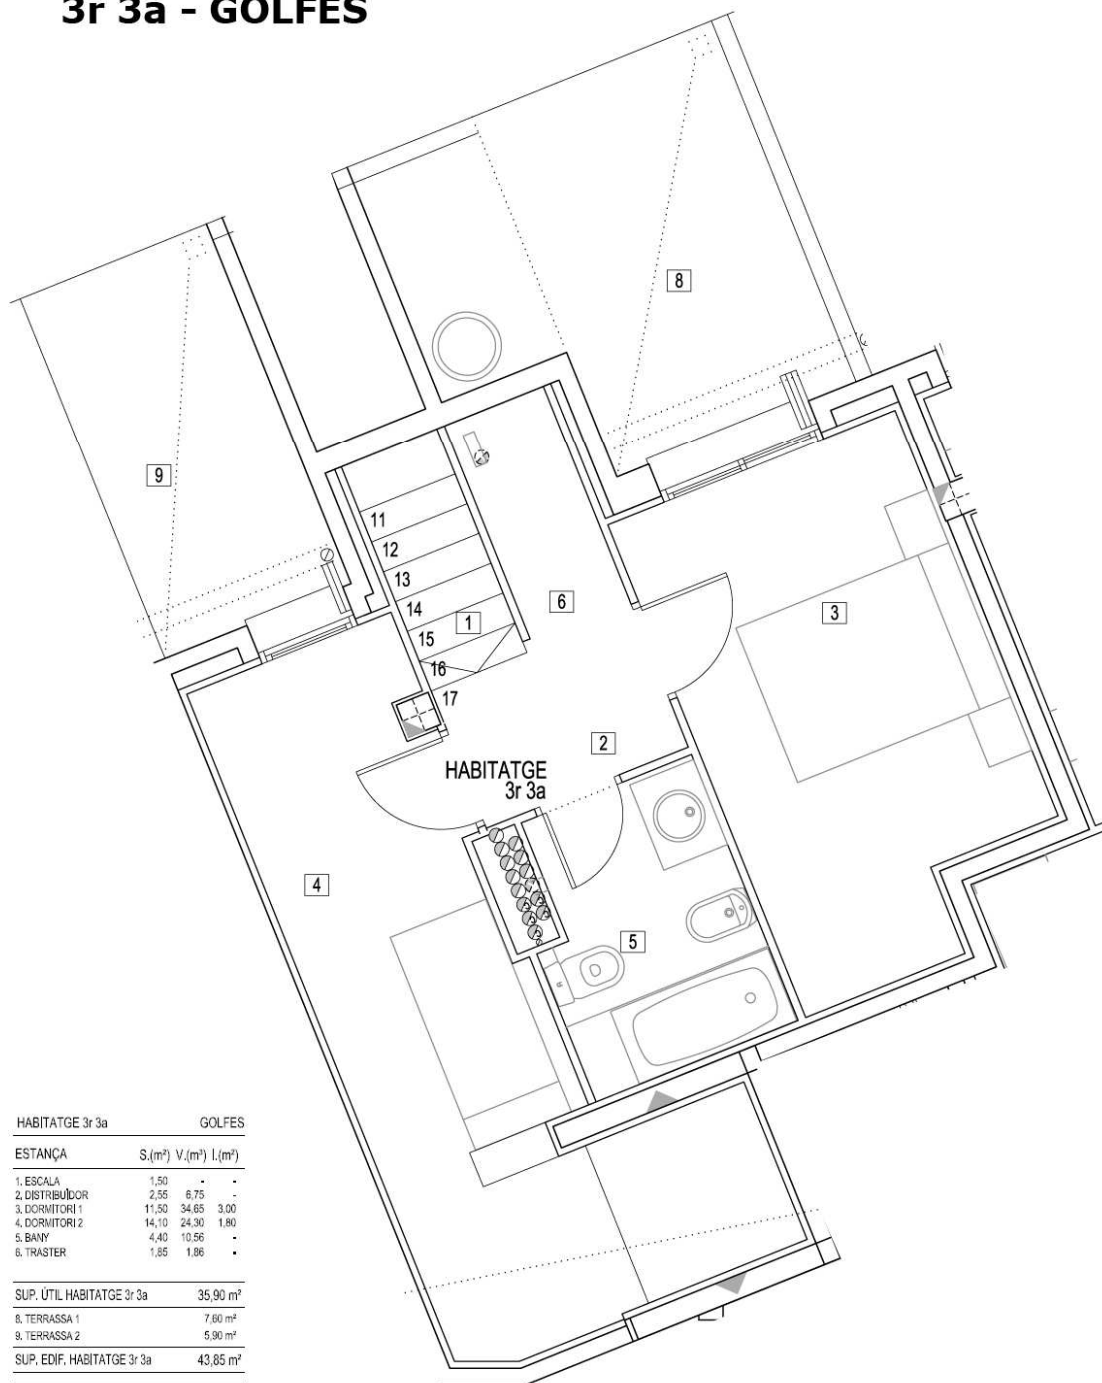 3r 3a - GOLFES
8
9
11
12
13
14
15
16
17
1
6
3
2
HABITATGE
3r 3a
4
5
HABITATGE 3r 3a GOLFES
ESTANÇA S.(m²) V.(m³) I.(m²)
1. ESCALA 1,50 - -
2. DISTRIBUÏDOR 2,55 6,75 -
3. DORMITORI 1 11,50 34,65 3,00
4. DORMITORI 2 14,10 24,30 1,80
5. BANY 4,40 10,56 -
6. TRASTER 1,85 1,86 -
SUP. ÚTIL HABITATGE 3r 3a 35,90 m²
8. TERRASSA 1 7,60 m²
9. TERRASSA 2 5,90 m²
SUP. EDIF. HABITATGE 3r 3a 43,85 m²